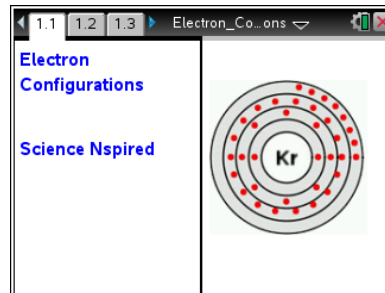 1.1 1.2 1.3 Electron_Co...ons
Electron
Configurations
Science Nspired
Kr